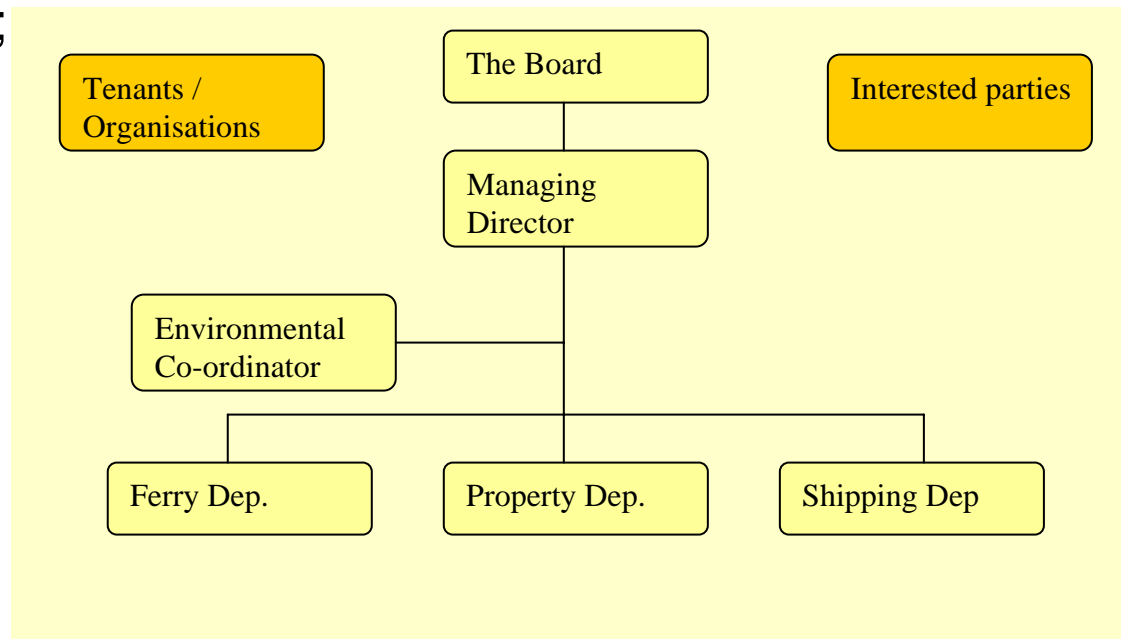 Tenants /
Organisations
The Board
Interested parties
Managing
Director
Environmental
Co-ordinator
Ferry Dep.
Property Dep.
Shipping Dep